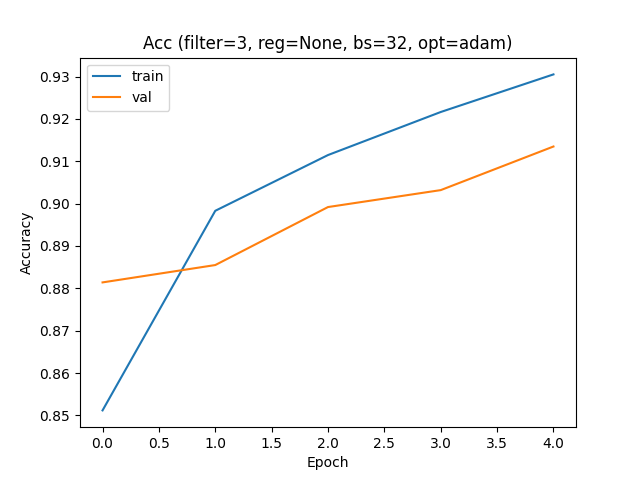 Acc (filter=3, reg=None, bs=32, opt=adam)
train
val
0.93
0.92
0.91
0.90
0.89
0.88
0.87
0.86
0.85
Accuracy
0.0 0.5 1.0 1.5 2.0 2.5 3.0 3.5 4.0
Epoch